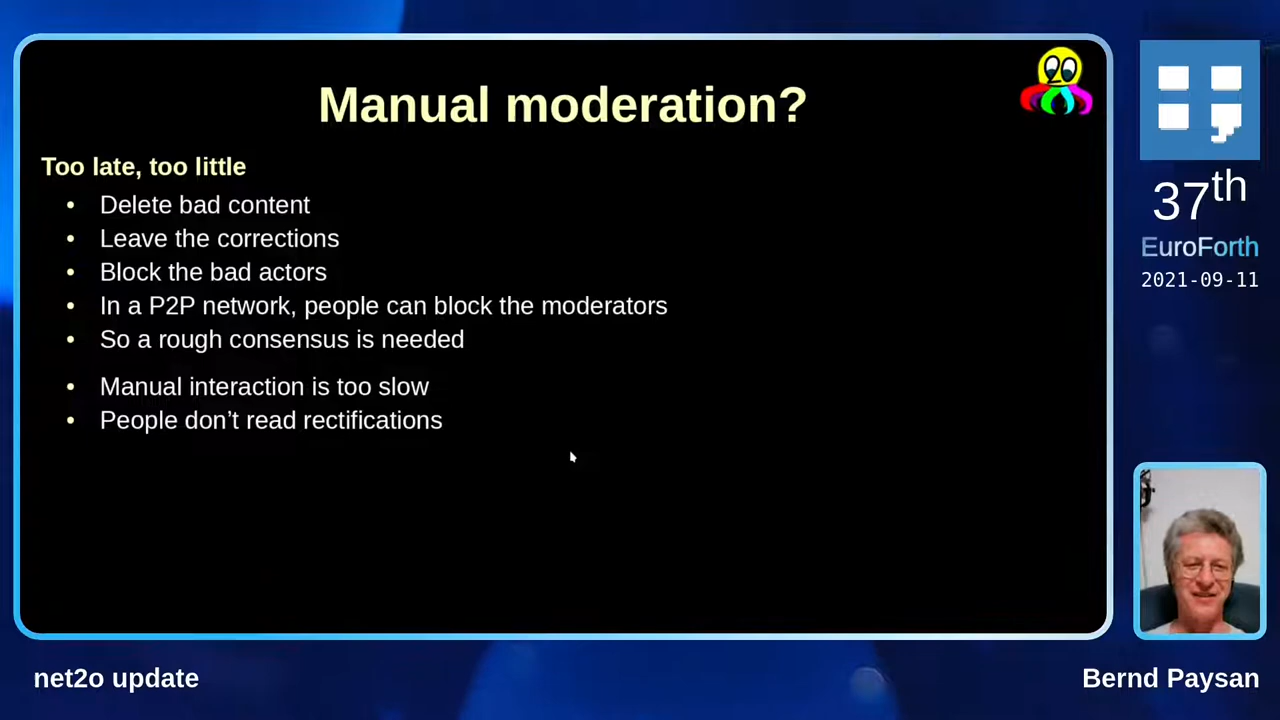 Manual moderation?
Too late, too little
• Delete bad content
• Leave the corrections
• Block the bad actors
• In a P2P network, people can block the moderators
• So a rough consensus is needed
• Manual interaction is too slow
• People don’t read rectifications
37th
EuroForth
2021-09-11
net2o update
Bernd Paysan